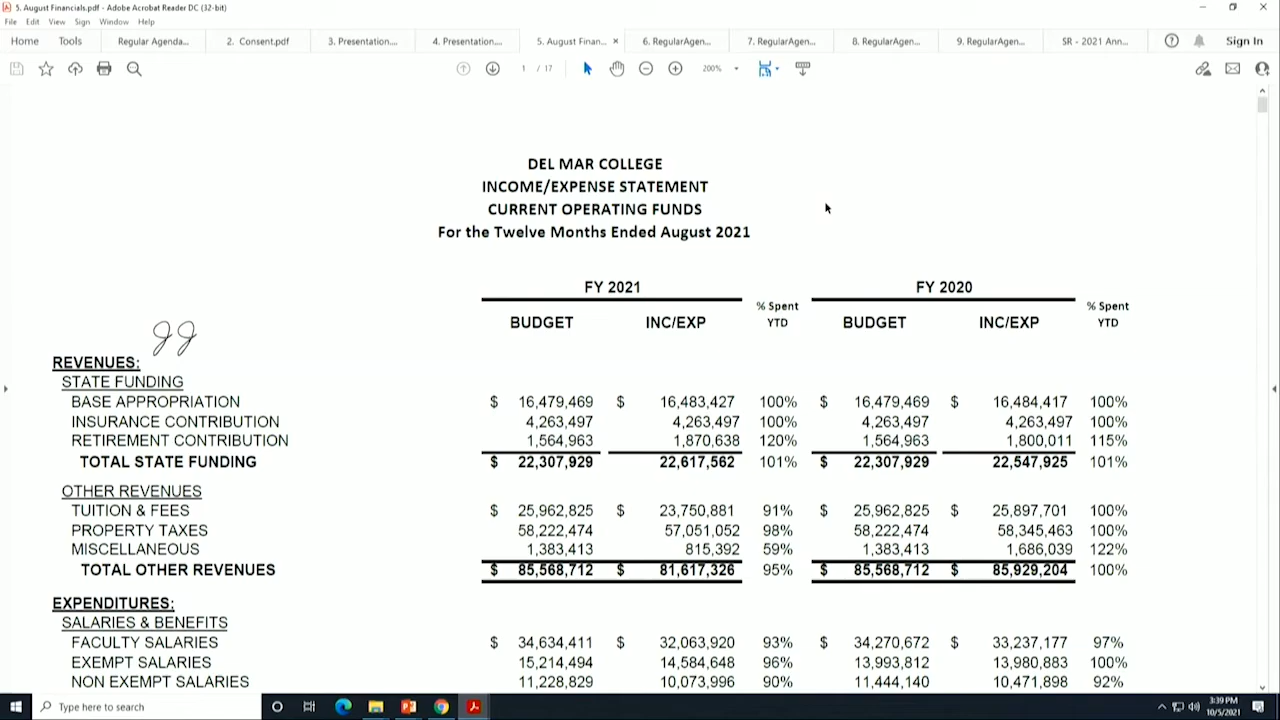 5. August Financials.pdf - Adobe Acrobat Reader DC (32-bit)
File Edit View Sign Window Help
Home Tools Regular Agenda... 2. Consent.pdf 3. Presentation.... 4. Presentation.... 5. August Finan... × 6. RegularAgen... 7. RegularAgen... 8. RegularAgen... 9. RegularAgen... SR - 2021 Ann... Sign In
1 / 17 200%
DEL MAR COLLEGE
INCOME/EXPENSE STATEMENT
CURRENT OPERATING FUNDS
For the Twelve Months Ended August 2021
FY 2021 FY 2020
BUDGET INC/EXP % Spent YTD BUDGET INC/EXP % Spent YTD
JJ
REVENUES:
STATE FUNDING
BASE APPROPRIATION $ 16,479,469 $ 16,483,427 100% $ 16,479,469 $ 16,484,417 100%
INSURANCE CONTRIBUTION 4,263,497 4,263,497 100% 4,263,497 4,263,497 100%
RETIREMENT CONTRIBUTION 1,564,963 1,870,638 120% 1,564,963 1,800,011 115%
TOTAL STATE FUNDING $ 22,307,929 22,617,562 101% $ 22,307,929 22,547,925 101%
OTHER REVENUES
TUITION & FEES $ 25,962,825 $ 23,750,881 91% $ 25,962,825 $ 25,897,701 100%
PROPERTY TAXES 58,222,474 57,051,052 98% 58,222,474 58,345,463 100%
MISCELLANEOUS 1,383,413 815,392 59% 1,383,413 1,686,039 122%
TOTAL OTHER REVENUES $ 85,568,712 $ 81,617,326 95% $ 85,568,712 $ 85,929,204 100%
EXPENDITURES:
SALARIES & BENEFITS
FACULTY SALARIES $ 34,634,411 $ 32,063,920 93% $ 34,270,672 $ 33,237,177 97%
EXEMPT SALARIES 15,214,494 14,584,648 96% 13,993,812 13,980,883 100%
NON EXEMPT SALARIES 11,228,829 10,073,996 90% 11,444,140 10,471,898 92%
Type here to search
3:39 PM
10/5/2021